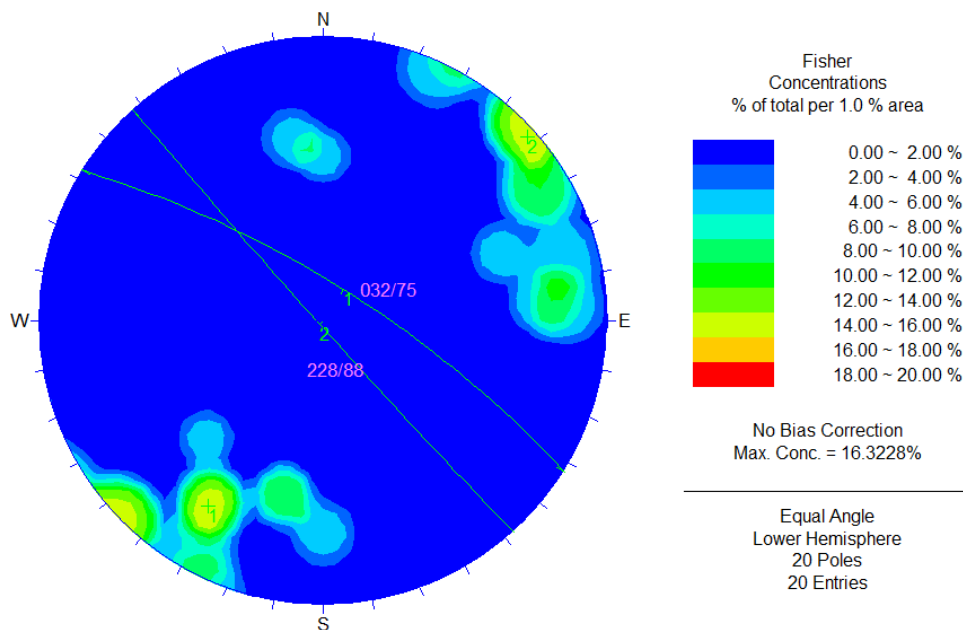 N
W
E
S
2
1
032/75
1
2
228/88
Fisher
Concentrations
% of total per 1.0 % area
0.00 ~ 2.00 %
2.00 ~ 4.00 %
4.00 ~ 6.00 %
6.00 ~ 8.00 %
8.00 ~ 10.00 %
10.00 ~ 12.00 %
12.00 ~ 14.00 %
14.00 ~ 16.00 %
16.00 ~ 18.00 %
18.00 ~ 20.00 %
No Bias Correction
Max. Conc. = 16.3228%
Equal Angle
Lower Hemisphere
20 Poles
20 Entries